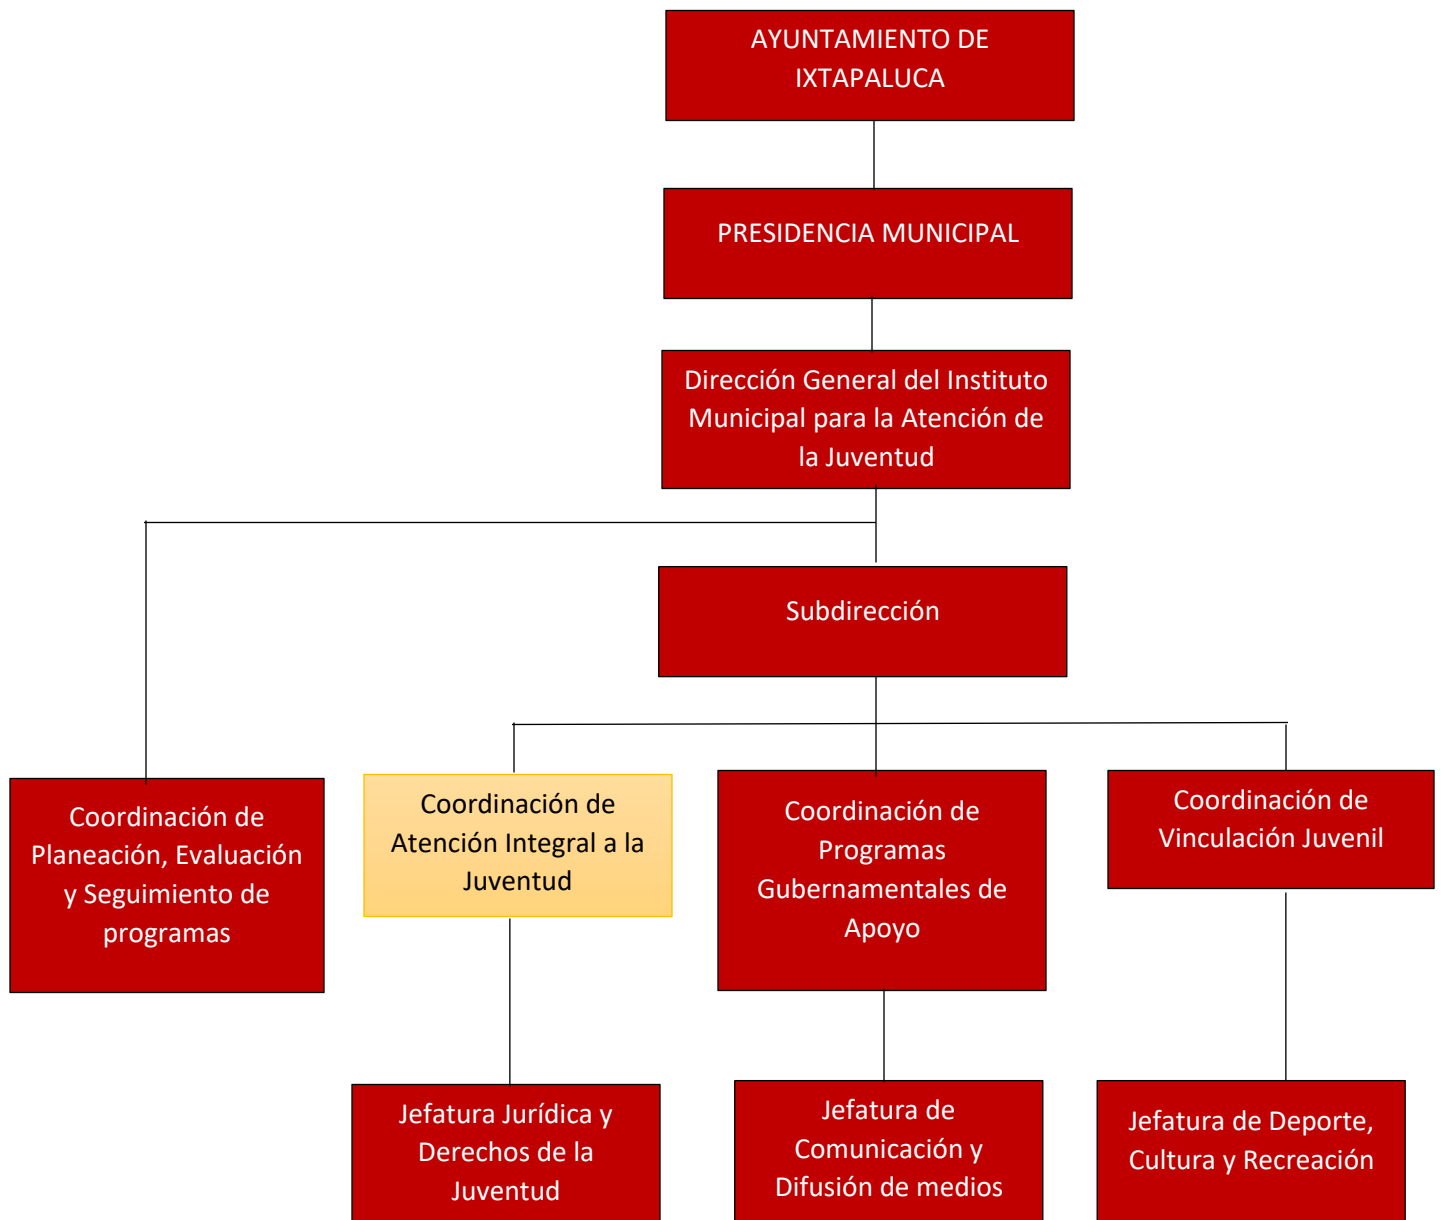 AYUNTAMIENTO DE
IXTAPALUCA
PRESIDENCIA MUNICIPAL
Dirección General del Instituto
Municipal para la Atención de
la Juventud
Subdirección
Coordinación de
Planeación, Evaluación
y Seguimiento de
programas
Coordinación de
Atención Integral a la
Juventud
Coordinación de
Programas
Gubernamentales de
Apoyo
Coordinación de
Vinculación Juvenil
Jefatura Jurídica y
Derechos de la
Juventud
Jefatura de
Comunicación y
Difusión de medios
Jefatura de Deporte,
Cultura y Recreación